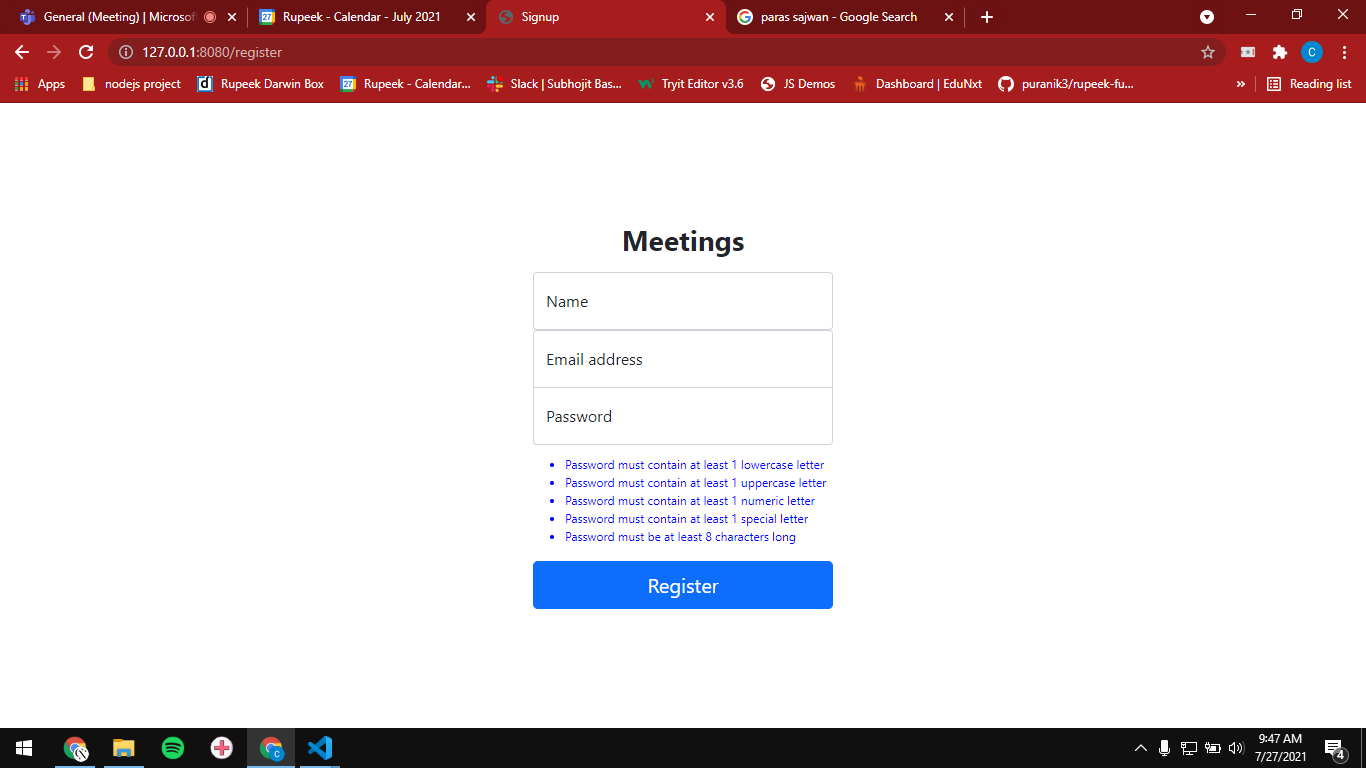 General (Meeting) | Microsof
Rupeek - Calendar - July 2021
Signup
paras sajwan - Google Search
127.0.0.1:8080/register
C
Apps
nodejs project
Rupeek Darwin Box
Rupeek - Calendar...
Slack | Subhojit Bas...
Tryit Editor v3.6
JS Demos
Dashboard | EduNxt
puranik3/rupeek-fu...
»
Reading list
Meetings
Name
Email address
Password
• Password must contain at least 1 lowercase letter
• Password must contain at least 1 uppercase letter
• Password must contain at least 1 numeric letter
• Password must contain at least 1 special letter
• Password must be at least 8 characters long
Register
9:47 AM
7/27/2021
4